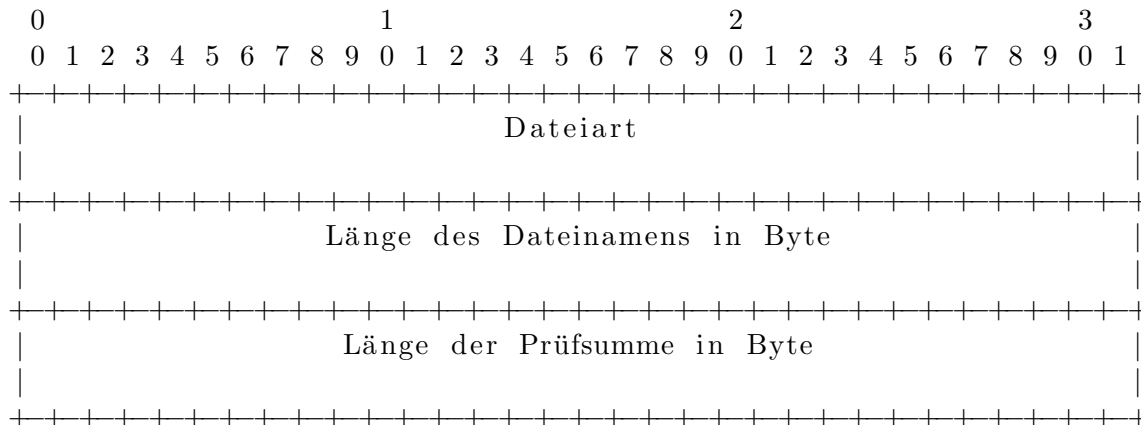 0 1 2 3
0 1 2 3 4 5 6 7 8 9 0 1 2 3 4 5 6 7 8 9 0 1 2 3 4 5 6 7 8 9 0 1
+-+-+-+-+-+-+-+-+-+-+-+-+-+-+-+-+-+-+-+-+-+-+-+-+-+-+-+-+-+-+-+-+
| Dateiart |
| |
+-+-+-+-+-+-+-+-+-+-+-+-+-+-+-+-+-+-+-+-+-+-+-+-+-+-+-+-+-+-+-+-+
| Länge des Dateinamens in Byte |
| |
+-+-+-+-+-+-+-+-+-+-+-+-+-+-+-+-+-+-+-+-+-+-+-+-+-+-+-+-+-+-+-+-+
| Länge der Prüfsumme in Byte |
| |
+-+-+-+-+-+-+-+-+-+-+-+-+-+-+-+-+-+-+-+-+-+-+-+-+-+-+-+-+-+-+-+-+